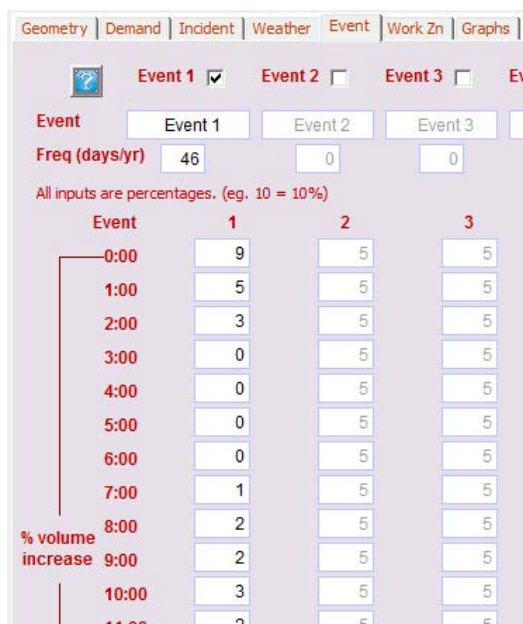 Geometry Demand Incident Weather Event Work Zn Graphs
Event 1 Event 2 Event 3
Event Event 1 Event 2 Event 3
Freq (days/yr) 46 0 0
All inputs are percentages. (eg. 10 = 10%)
Event 1 2 3
0:00 9 5 5
1:00 5 5 5
2:00 3 5 5
3:00 0 5 5
4:00 0 5 5
5:00 0 5 5
6:00 0 5 5
7:00 1 5 5
8:00 2 5 5
% volume
increase 9:00 2 5 5
10:00 3 5 5